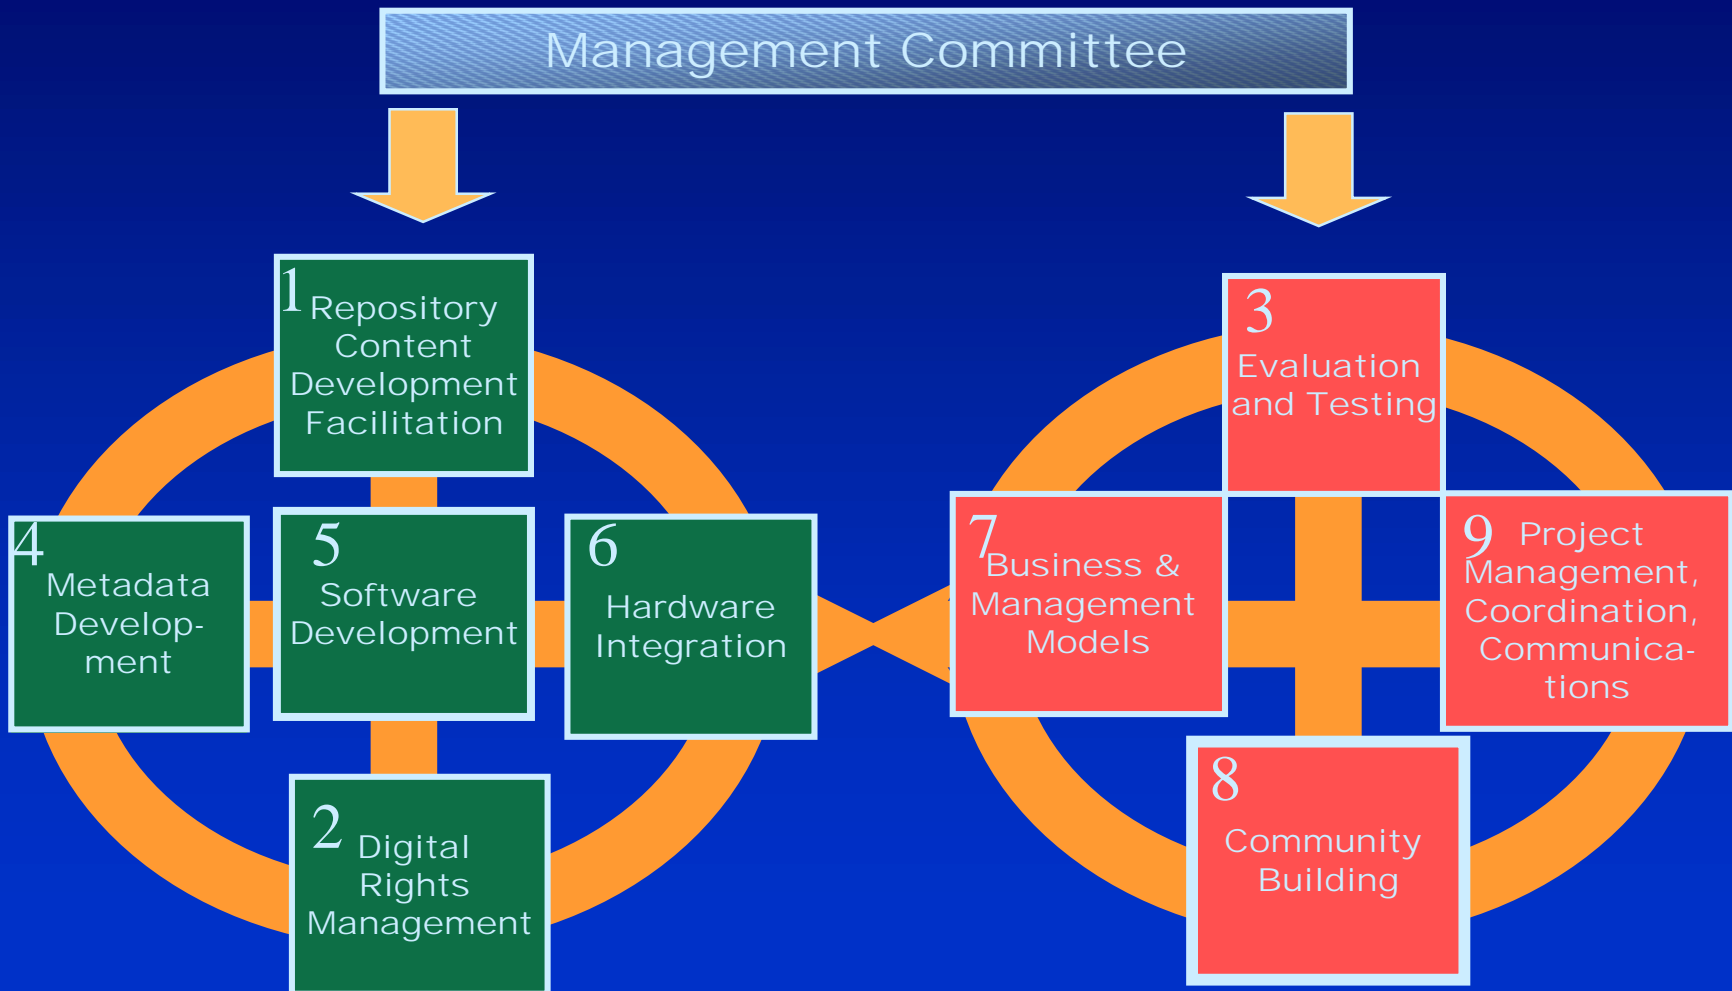 Management Committee
1
Repository
Content
Development
Facilitation
4
Metadata
Develop-
ment
5
Software
Development
6
Hardware
Integration
2
Digital
Rights
Management
3
Evaluation
and Testing
7
Business &
Management
Models
9
Project
Management,
Coordination,
Communica-
tions
8
Community
Building